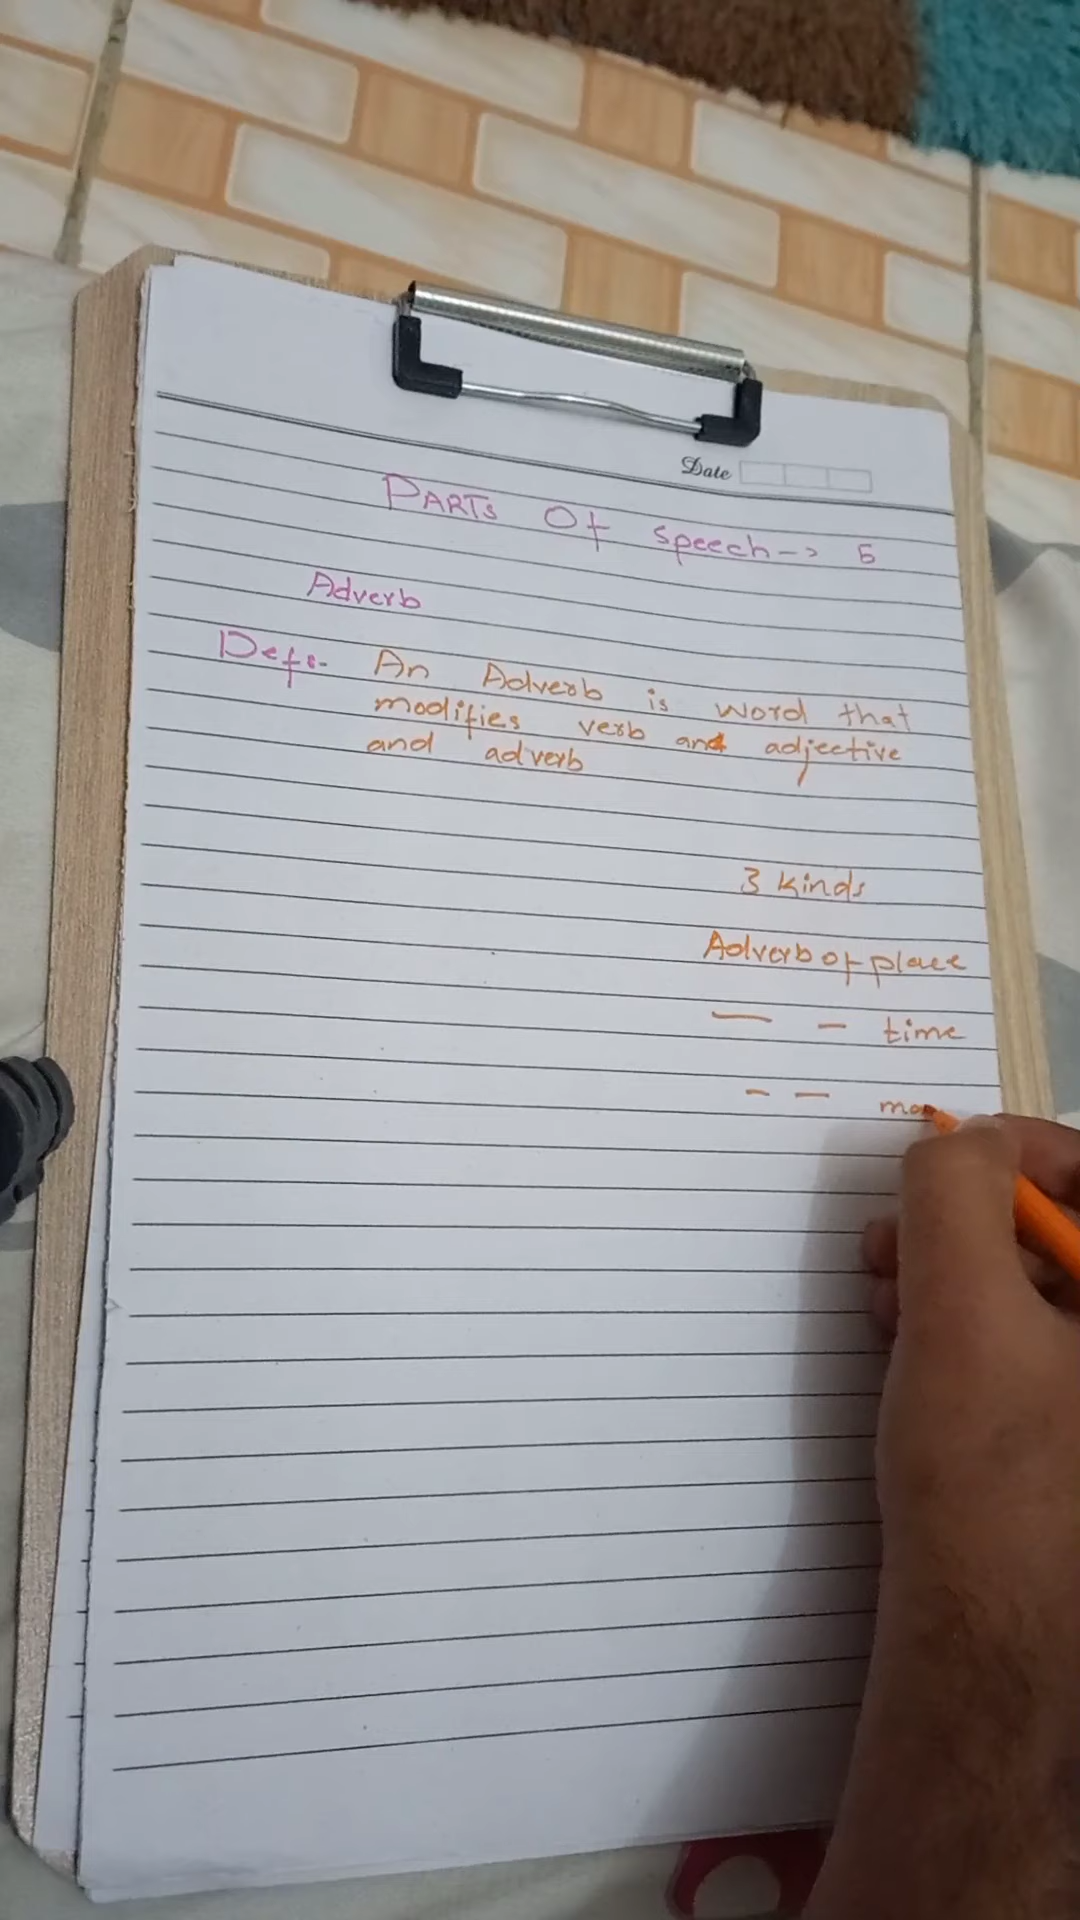 Date
PARTS Of speech--> 5
Adverb
Def:- An Adverb is word that
modifies verb and adjective
and adverb
3 kinds
Adverb of place
— — time
— — ma